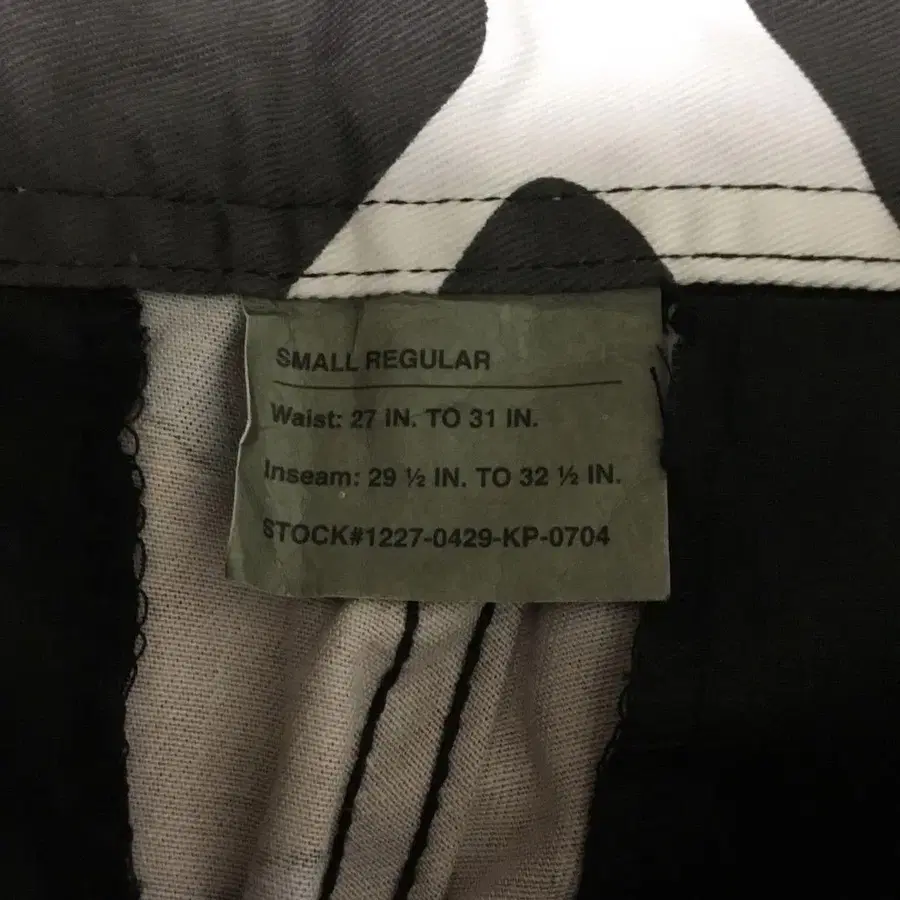 SMALL REGULAR
Waist: 27 IN. TO 31 IN.
Inseam: 29 ½ IN. TO 32 ½ IN.
STOCK#1227-0429-KP-0704